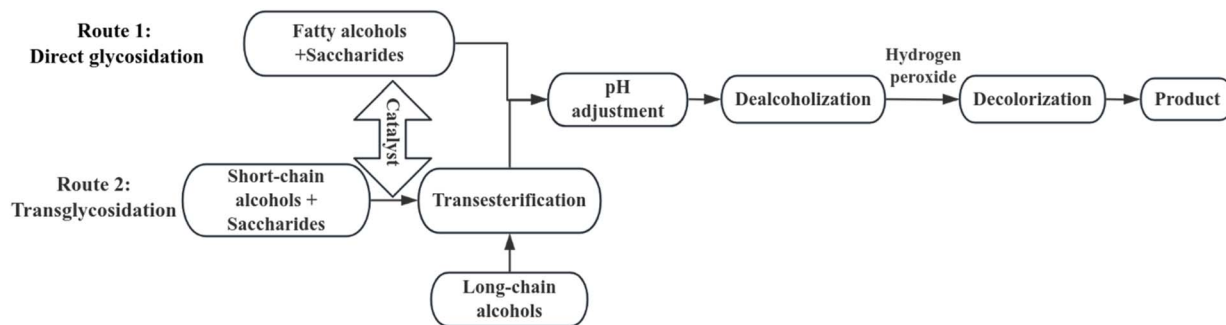 Route 1:
Direct glycosidation
Fatty alcohols
+Saccharides
Catalyst
Route 2:
Transglycosidation
Short-chain
alcohols +
Saccharides
Transesterification
Long-chain
alcohols
pH
adjustment
Dealcoholization
Hydrogen
peroxide
Decolorization
Product